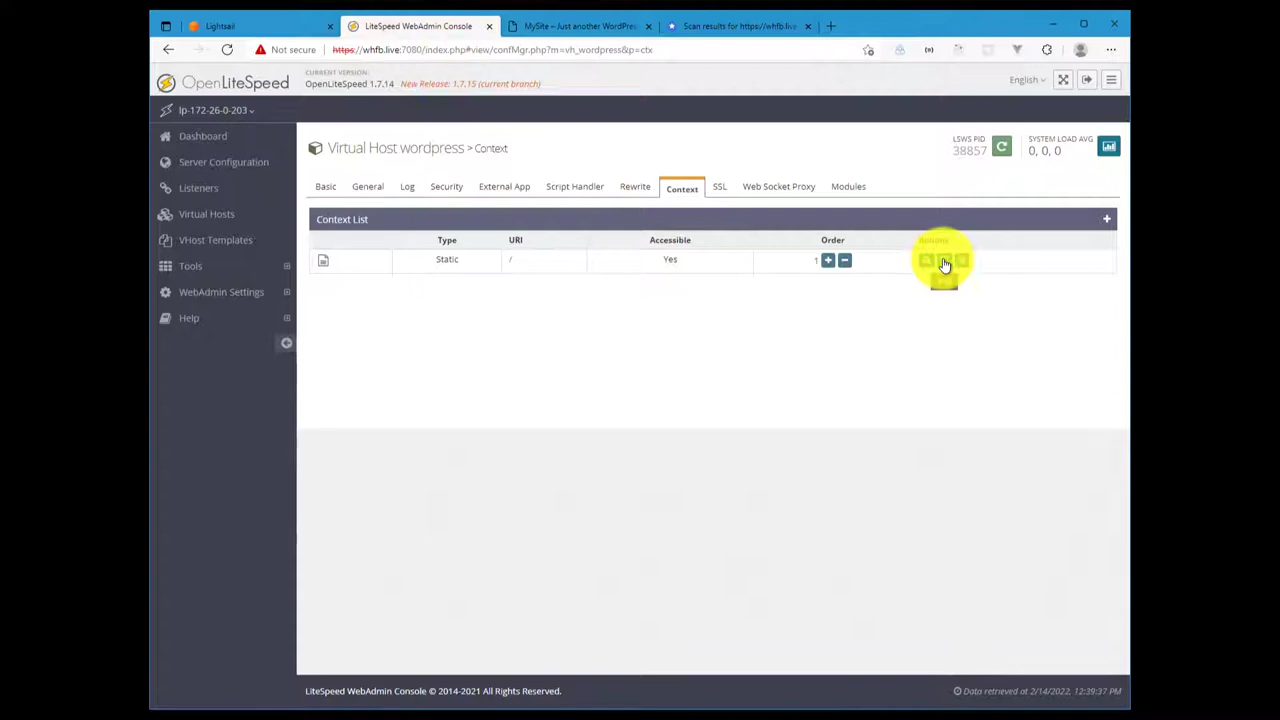 Lightsail
LiteSpeed WebAdmin Console
MySite – Just another WordPres
Scan results for https://whfb.live
Not secure
https://whfb.live:7080/index.php#view/confMgr.php?m=vh_wordpress&p=ctx
OpenLiteSpeed
CURRENT VERSION:
OpenLiteSpeed 1.7.14 New Release: 1.7.15 (current branch)
English
Ip-172-26-0-203
Dashboard
Server Configuration
Listeners
Virtual Hosts
VHost Templates
Tools
WebAdmin Settings
Help
Virtual Host wordpress > Context
LSWS PID
38857
SYSTEM LOAD AVG
0, 0, 0
Basic General Log Security External App Script Handler Rewrite Context SSL Web Socket Proxy Modules
Context List
Type URI Accessible Order Actions
Static / Yes 1
LiteSpeed WebAdmin Console © 2014-2021 All Rights Reserved.
Data retrieved at 2/14/2022, 12:39:37 PM